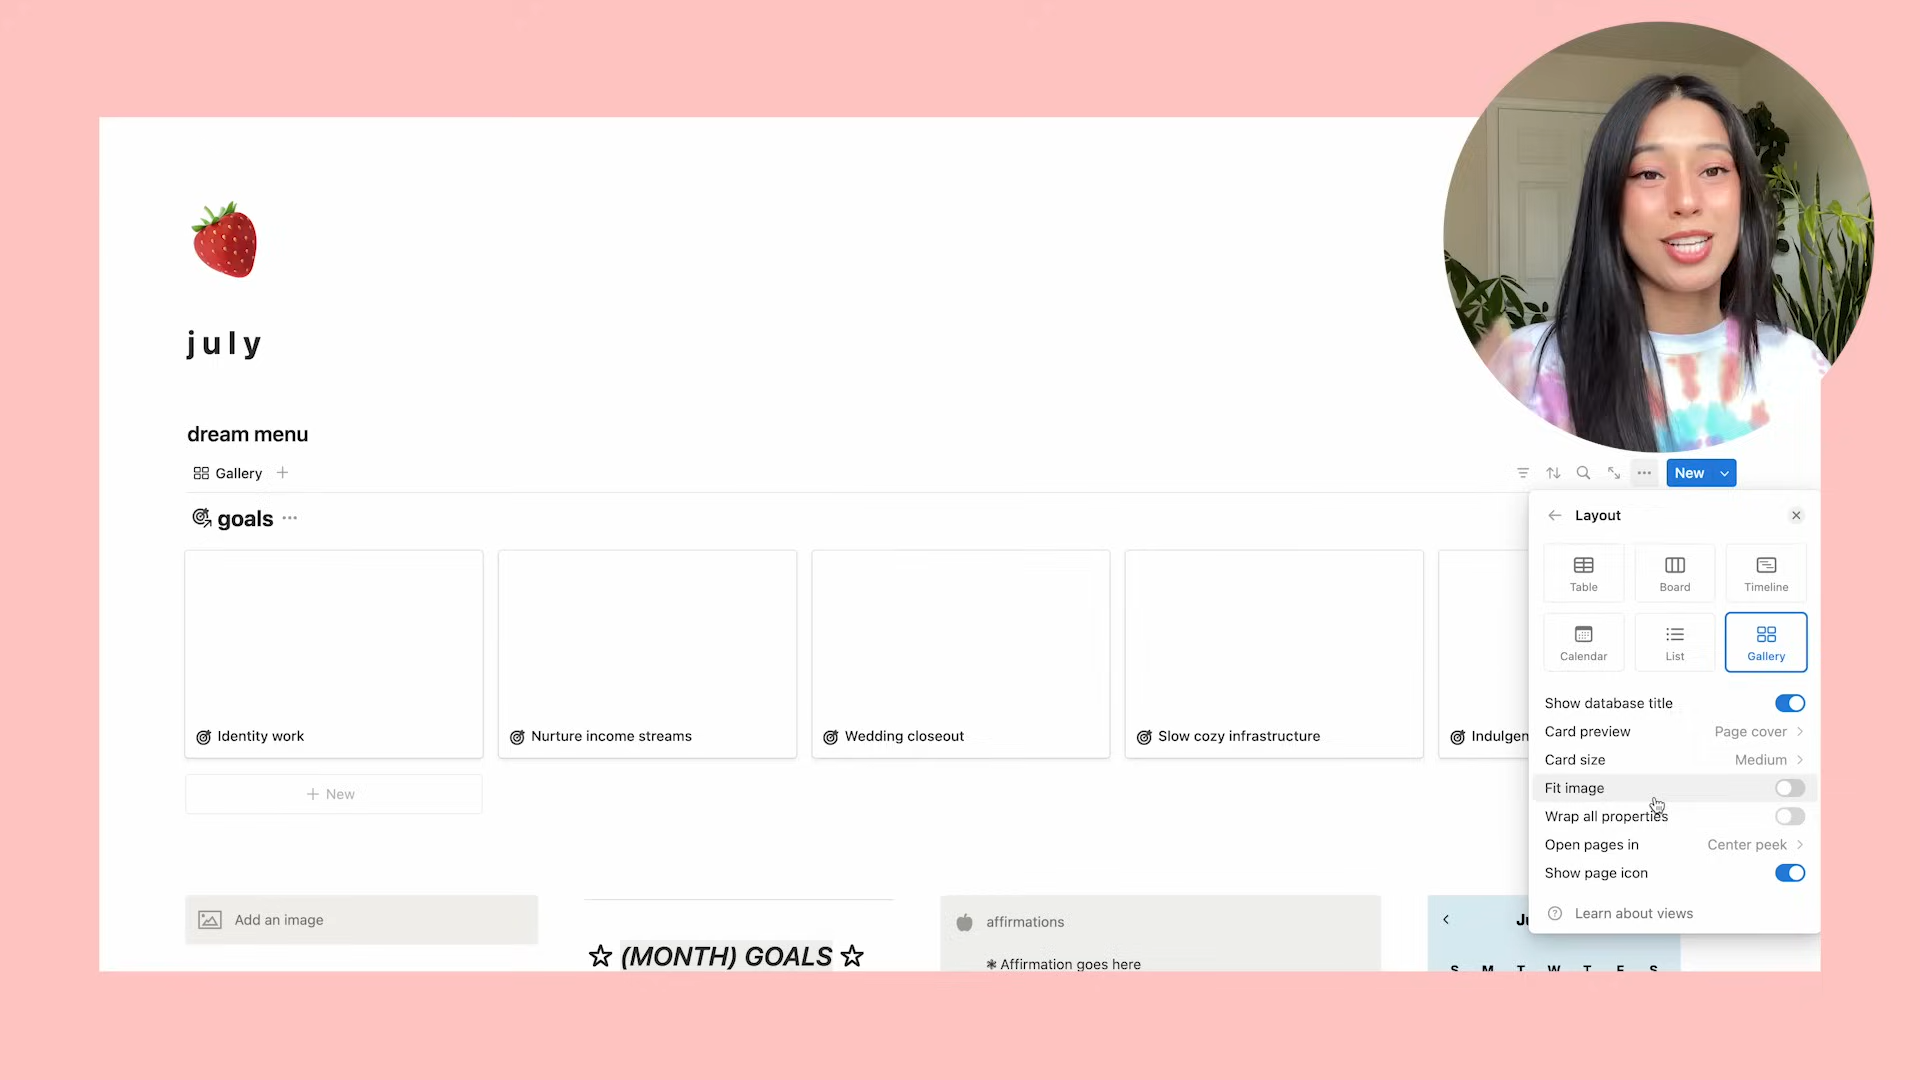 july
dream menu
Gallery
New
goals
Layout
Table
Board
Timeline
Calendar
List
Gallery
Show database title
Card preview
Page cover
Card size
Medium
Fit image
Wrap all properties
Open pages in
Center peek
Show page icon
Learn about views
Identity work
Nurture income streams
Wedding closeout
Slow cozy infrastructure
Indulgen
New
Add an image
☆ (MONTH) GOALS ☆
affirmations
Affirmation goes here
Ju
S M T W T F S